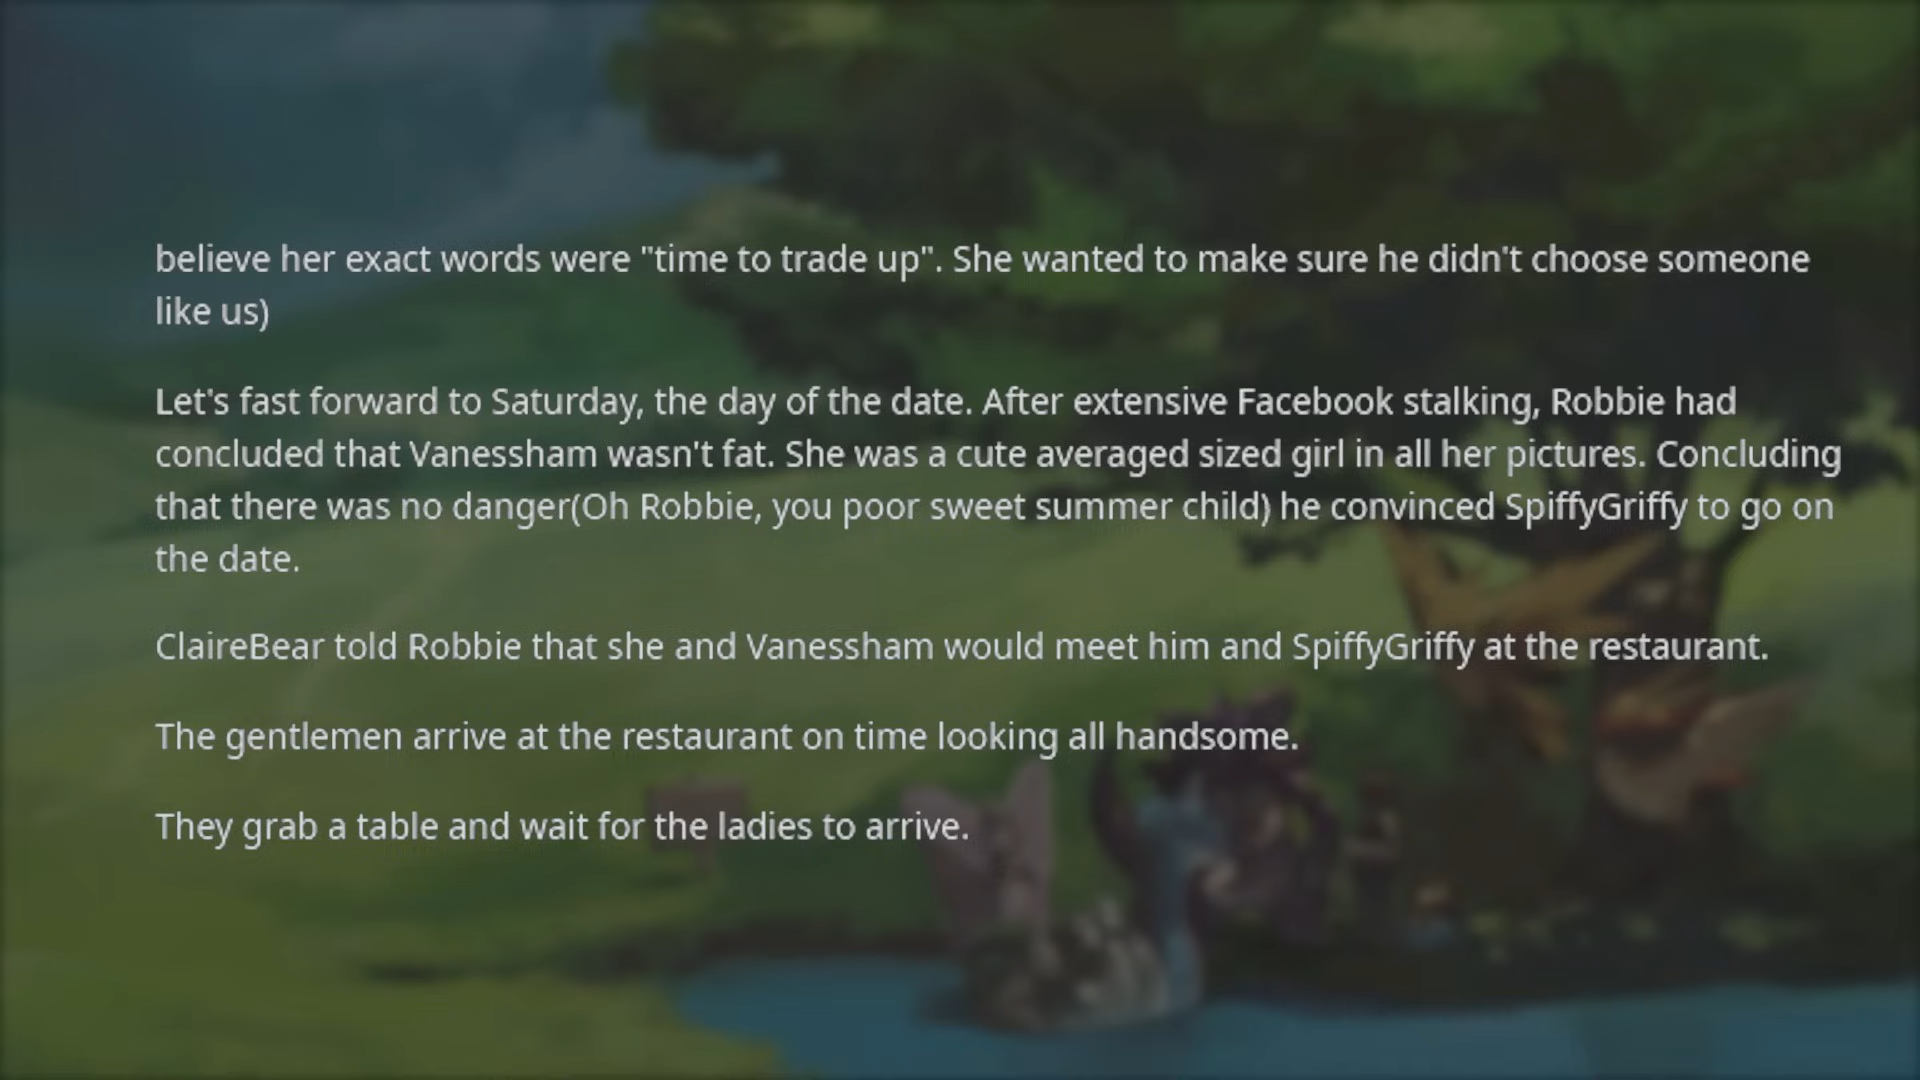 believe her exact words were "time to trade up". She wanted to make sure he didn't choose someone
like us)
Let's fast forward to Saturday, the day of the date. After extensive Facebook stalking, Robbie had
concluded that Vanessham wasn't fat. She was a cute averaged sized girl in all her pictures. Concluding
that there was no danger(Oh Robbie, you poor sweet summer child) he convinced SpiffyGriffy to go on
the date.
ClaireBear told Robbie that she and Vanessham would meet him and SpiffyGriffy at the restaurant.
The gentlemen arrive at the restaurant on time looking all handsome.
They grab a table and wait for the ladies to arrive.